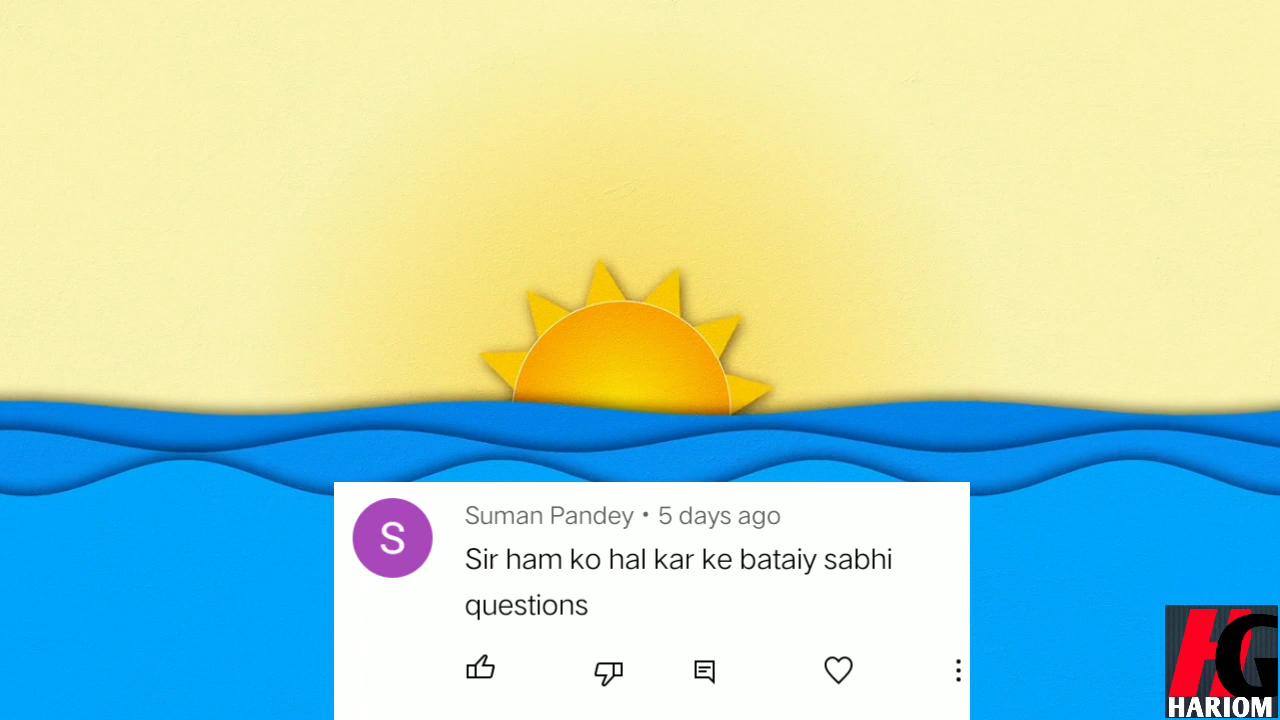 S
Suman Pandey • 5 days ago
Sir ham ko hal kar ke bataiy sabhi
questions
HG
HARIOM